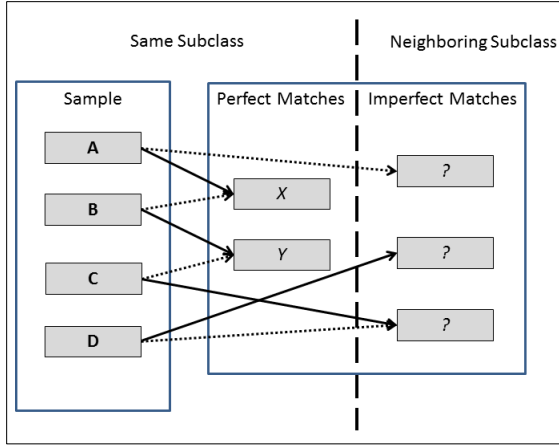 Same Subclass
Neighboring Subclass
Sample
Perfect Matches
Imperfect Matches
A
?
X
B
Y
?
C
?
D